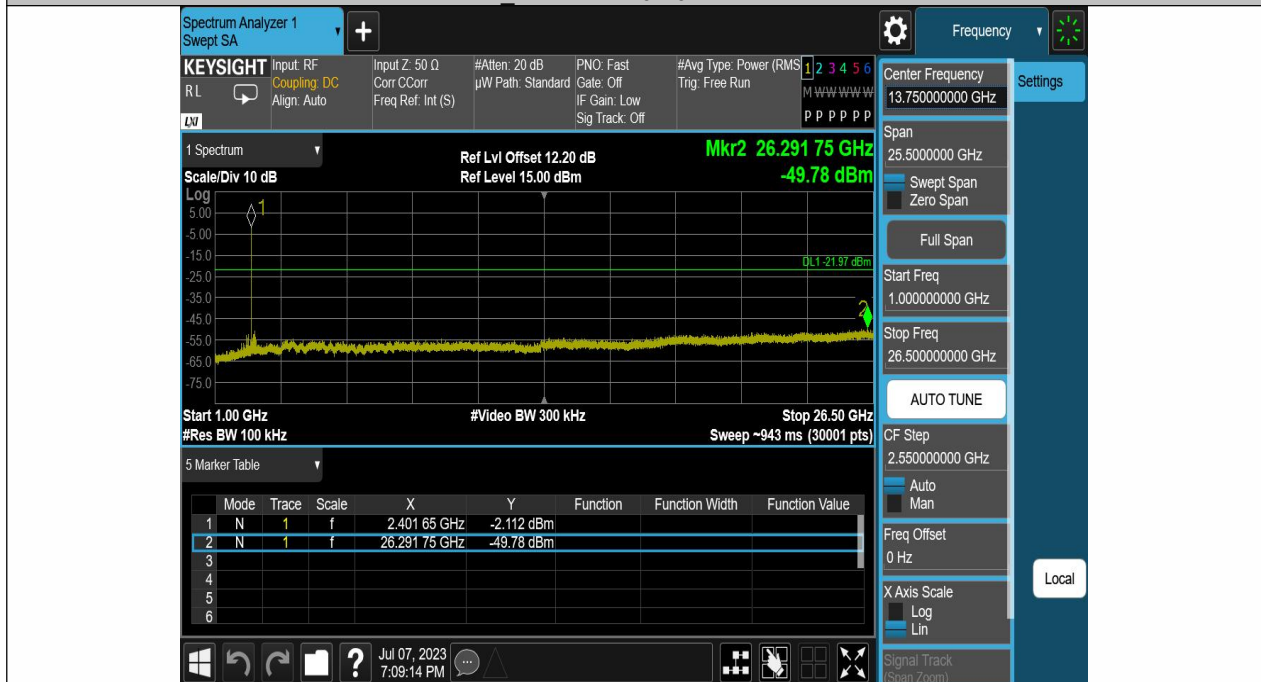 Spectrum Analyzer 1
Swept SA
+
Frequency
KEYSIGHT
RL
LXI
Input: RF
Coupling: DC
Align: Auto
Input Z: 50 Ω
Corr CCorr
Freq Ref: Int (S)
#Atten: 20 dB
µW Path: Standard
PNO: Fast
Gate: Off
IF Gain: Low
Sig Track: Off
#Avg Type: Power (RMS
Trig: Free Run
1 2 3 4 5 6
M W W W W W
P P P P P P
1 Spectrum
Scale/Div 10 dB
Ref Lvl Offset 12.20 dB
Ref Level 15.00 dBm
Mkr2 26.291 75 GHz
-49.78 dBm
Log
5.00
-5.00
-15.0
-25.0
-35.0
-45.0
-55.0
-65.0
-75.0
1
DL1 -21.97 dBm
2
Start 1.00 GHz
#Res BW 100 kHz
#Video BW 300 kHz
Stop 26.50 GHz
Sweep ~943 ms (30001 pts)
5 Marker Table
Mode Trace Scale X Y Function Function Width Function Value
1 N 1 f 2.401 65 GHz -2.112 dBm
2 N 1 f 26.291 75 GHz -49.78 dBm
3
4
5
6
?
Jul 07, 2023
7:09:14 PM
Center Frequency
13.750000000 GHz
Settings
Span
25.5000000 GHz
Swept Span
Zero Span
Full Span
Start Freq
1.000000000 GHz
Stop Freq
26.500000000 GHz
AUTO TUNE
CF Step
2.550000000 GHz
Auto
Man
Freq Offset
0 Hz
Local
X Axis Scale
Log
Lin
Signal Track
(Span Zoom)